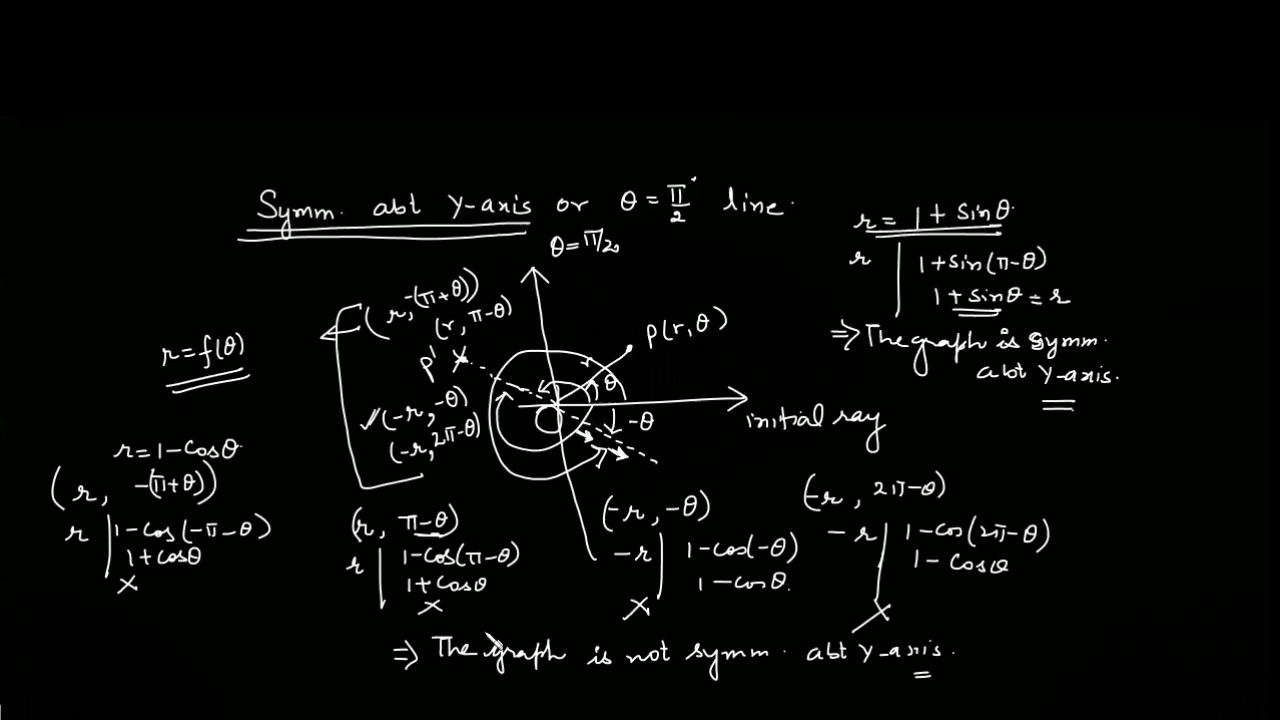 Symm. abt Y-axis or θ = π/2 line.
θ = π/2
(r, -(π+θ))
(r, π-θ)
P(r, θ)
P'
θ
(-r, -θ)
-θ
(-r, 2π-θ)
initial ray
r = f(θ)
r = 1 + sinθ
r | 1 + sin(π-θ)
1 + sinθ = r
⇒ The graph is symm.
abt Y-axis.
r = 1 - cosθ
(r, -(π+θ))
r | 1 - cos(-π-θ)
1 + cosθ
×
(r, π-θ)
r | 1 - cos(π-θ)
1 + cosθ
×
(-r, -θ)
-r | 1 - cos(-θ)
1 - cosθ.
×
(-r, 2π-θ)
-r | 1 - cos(2π-θ)
1 - cosθ
×
⇒ The graph is not symm. abt Y-axis.